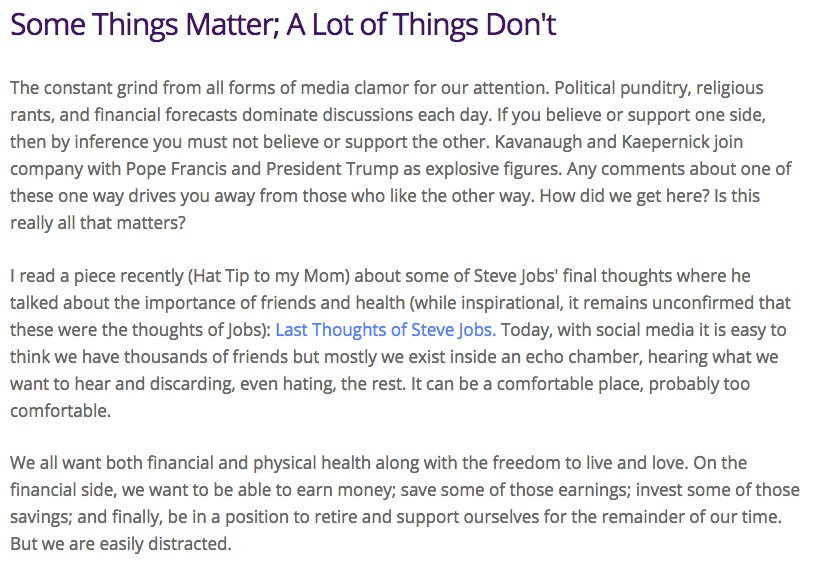 Some Things Matter; A Lot of Things Don't
The constant grind from all forms of media clamor for our attention. Political punditry, religious
rants, and financial forecasts dominate discussions each day. If you believe or support one side,
then by inference you must not believe or support the other. Kavanaugh and Kaepernick join
company with Pope Francis and President Trump as explosive figures. Any comments about one of
these one way drives you away from those who like the other way. How did we get here? Is this
really all that matters?
I read a piece recently (Hat Tip to my Mom) about some of Steve Jobs' final thoughts where he
talked about the importance of friends and health (while inspirational, it remains unconfirmed that
these were the thoughts of Jobs): Last Thoughts of Steve Jobs. Today, with social media it is easy to
think we have thousands of friends but mostly we exist inside an echo chamber, hearing what we
want to hear and discarding, even hating, the rest. It can be a comfortable place, probably too
comfortable.
We all want both financial and physical health along with the freedom to live and love. On the
financial side, we want to be able to earn money; save some of those earnings; invest some of those
savings; and finally, be in a position to retire and support ourselves for the remainder of our time.
But we are easily distracted.